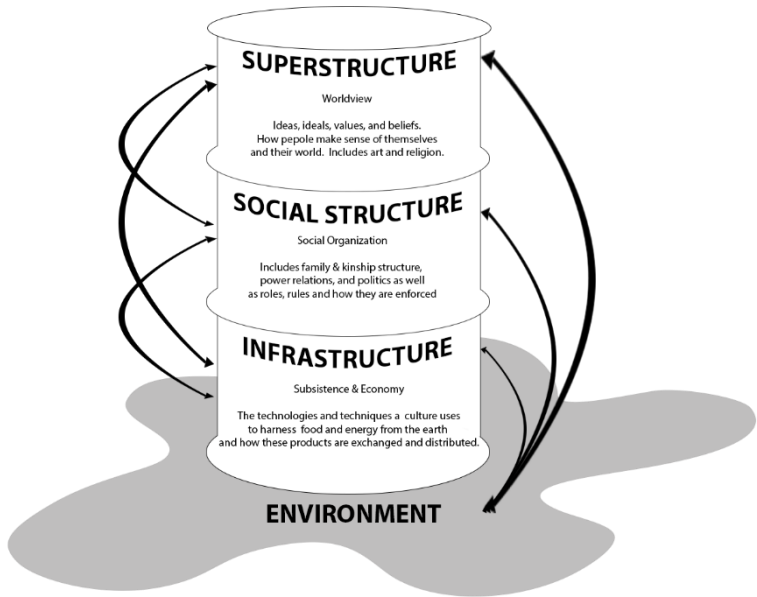 SUPERSTRUCTURE
Worldview
Ideas, ideals, values, and beliefs.
How pepole make sense of themselves
and their world. Includes art and religion.
SOCIAL STRUCTURE
Social Organization
Includes family & kinship structure,
power relations, and politics as well
as roles, rules and how they are enforced
INFRASTRUCTURE
Subsistence & Economy
The technologies and techniques a culture uses
to harness food and energy from the earth
and how these products are exchanged and distributed.
ENVIRONMENT